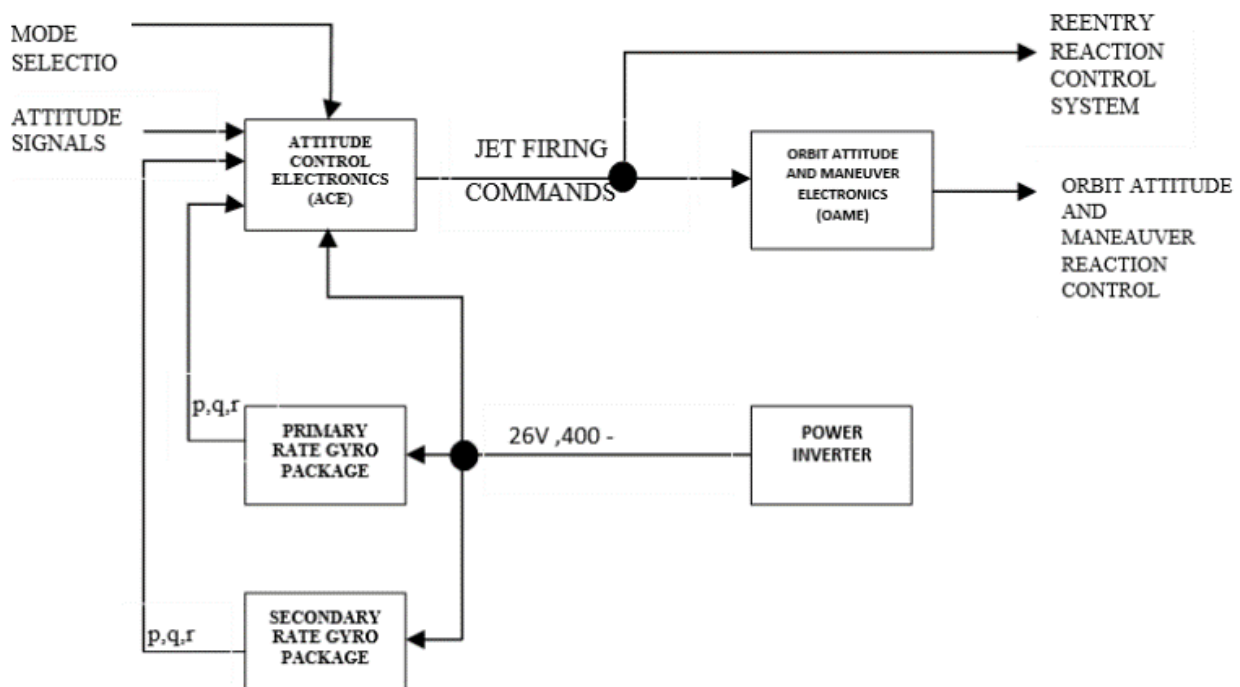 MODE
SELECTIO
ATTITUDE
SIGNALS
ATTITUDE
CONTROL
ELECTRONICS
(ACE)
JET FIRING
COMMANDS
ORBIT ATTITUDE
AND MANEUVER
ELECTRONICS
(OAME)
REENTRY
REACTION
CONTROL
SYSTEM
ORBIT ATTITUDE
AND
MANEAUVER
REACTION
CONTROL
p,q,r
PRIMARY
RATE GYRO
PACKAGE
26V ,400 -
POWER
INVERTER
p,q,r
SECONDARY
RATE GYRO
PACKAGE